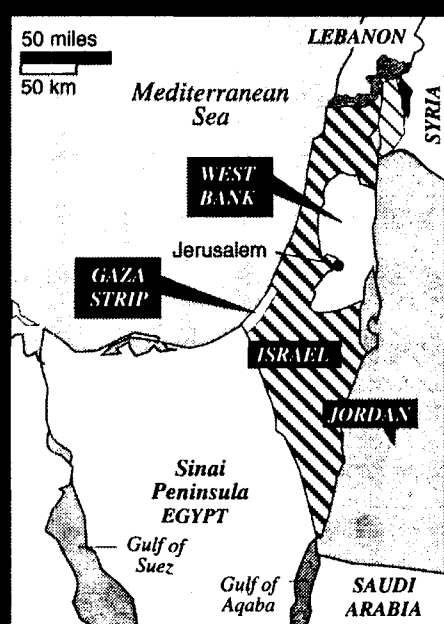 50 miles
50 km
LEBANON
Mediterranean
Sea
SYRIA
WEST
BANK
Jerusalem
GAZA
STRIP
ISRAEL
JORDAN
Sinai
Peninsula
EGYPT
Gulf of
Suez
Gulf of
Aqaba
SAUDI
ARABIA